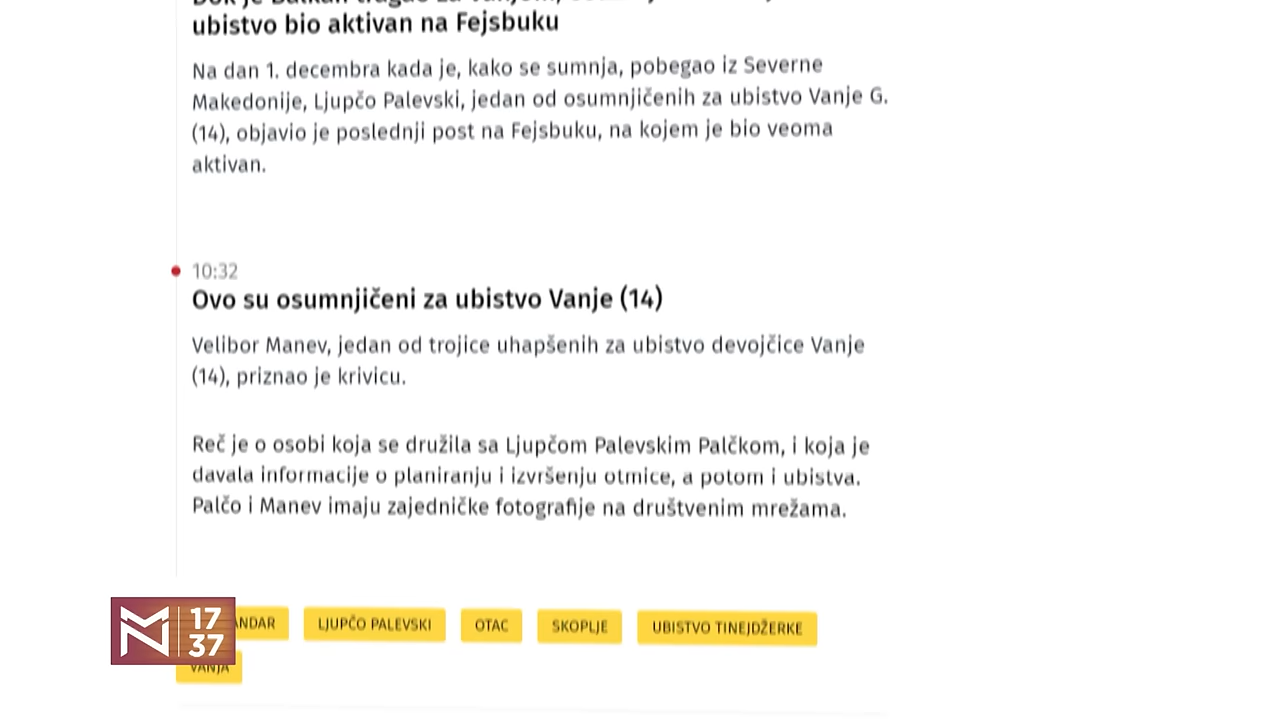 ubistvo bio aktivan na Fejsbuku
Na dan 1. decembra kada je, kako se sumnja, pobegao iz Severne
Makedonije, Ljupčo Palevski, jedan od osumnjičenih za ubistvo Vanje G.
(14), objavio je poslednji post na Fejsbuku, na kojem je bio veoma
aktivan.
10:32
Ovo su osumnjičeni za ubistvo Vanje (14)
Velibor Manev, jedan od trojice uhapšenih za ubistvo devojčice Vanje
(14), priznao je krivicu.
Reč je o osobi koja se družila sa Ljupčom Palevskim Palčkom, i koja je
davala informacije o planiranju i izvršenju otmice, a potom i ubistva.
Palčo i Manev imaju zajedničke fotografije na društvenim mrežama.
NDAR LJUPČO PALEVSKI OTAC SKOPLJE UBISTVO TINEJDŽERKE
VANJA
17
37